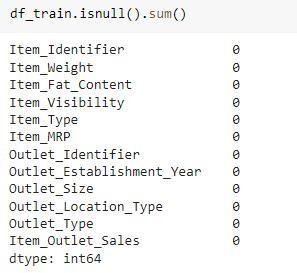 df_train.isnull().sum()
Item_Identifier 0
Item_Weight 0
Item_Fat_Content 0
Item_Visibility 0
Item_Type 0
Item_MRP 0
Outlet_Identifier 0
Outlet_Establishment_Year 0
Outlet_Size 0
Outlet_Location_Type 0
Outlet_Type 0
Item_Outlet_Sales 0
dtype: int64